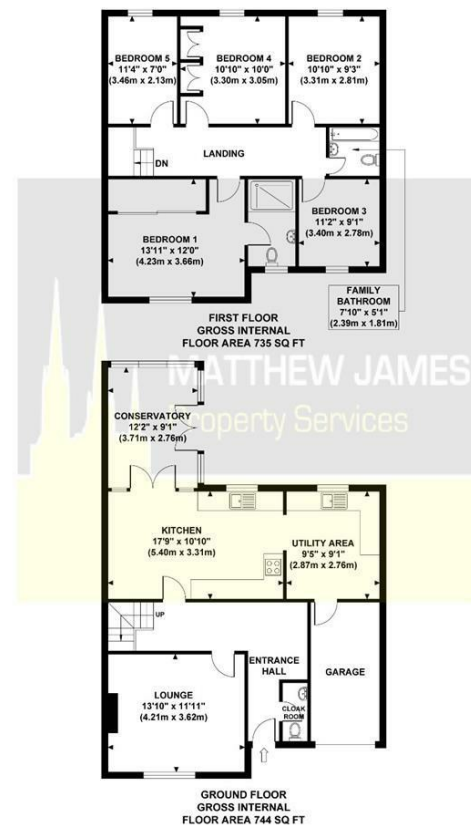 BEDROOM 5
11'4" x 7'0"
(3.46m x 2.13m)
BEDROOM 4
10'10" x 10'0"
(3.30m x 3.05m)
BEDROOM 2
10'10" x 9'3"
(3.31m x 2.81m)
LANDING
DN
BEDROOM 1
13'11" x 12'0"
(4.23m x 3.66m)
BEDROOM 3
11'2" x 9'1"
(3.40m x 2.78m)
FAMILY
BATHROOM
7'10" x 5'1"
(2.39m x 1.81m)
FIRST FLOOR
GROSS INTERNAL
FLOOR AREA 735 SQ FT
MATTHEW JAMES
Property Services
CONSERVATORY
12'2" x 9'1"
(3.71m x 2.76m)
KITCHEN
17'9" x 10'10"
(5.40m x 3.31m)
UTILITY AREA
9'5" x 9'1"
(2.87m x 2.76m)
UP
ENTRANCE
HALL
GARAGE
LOUNGE
13'10" x 11'11"
(4.21m x 3.62m)
CLOAK
ROOM
GROUND FLOOR
GROSS INTERNAL
FLOOR AREA 744 SQ FT